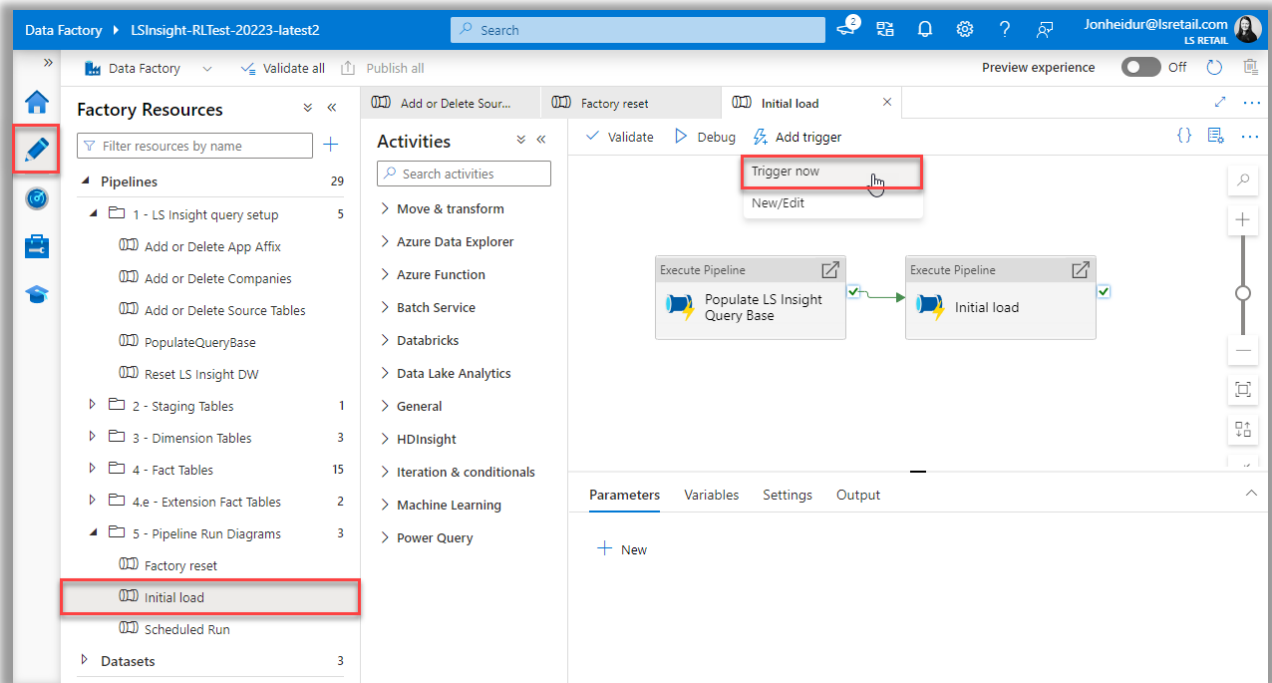 Data Factory
LSInsight-RLTest-20223-latest2
Search
2
Jonheidur@lsretail.com
LS RETAIL
Data Factory
Validate all
Publish all
Preview experience
Off
Factory Resources
Filter resources by name
Pipelines 29
1 - LS Insight query setup 5
Add or Delete App Affix
Add or Delete Companies
Add or Delete Source Tables
PopulateQueryBase
Reset LS Insight DW
2 - Staging Tables 1
3 - Dimension Tables 3
4 - Fact Tables 15
4.e - Extension Fact Tables 2
5 - Pipeline Run Diagrams 3
Factory reset
Initial load
Scheduled Run
Datasets 3
Add or Delete Sour...
Factory reset
Initial load
Activities
Search activities
Move & transform
Azure Data Explorer
Azure Function
Batch Service
Databricks
Data Lake Analytics
General
HDInsight
Iteration & conditionals
Machine Learning
Power Query
Validate
Debug
Add trigger
Trigger now
New/Edit
Execute Pipeline
Populate LS Insight
Query Base
Execute Pipeline
Initial load
Parameters
Variables
Settings
Output
New